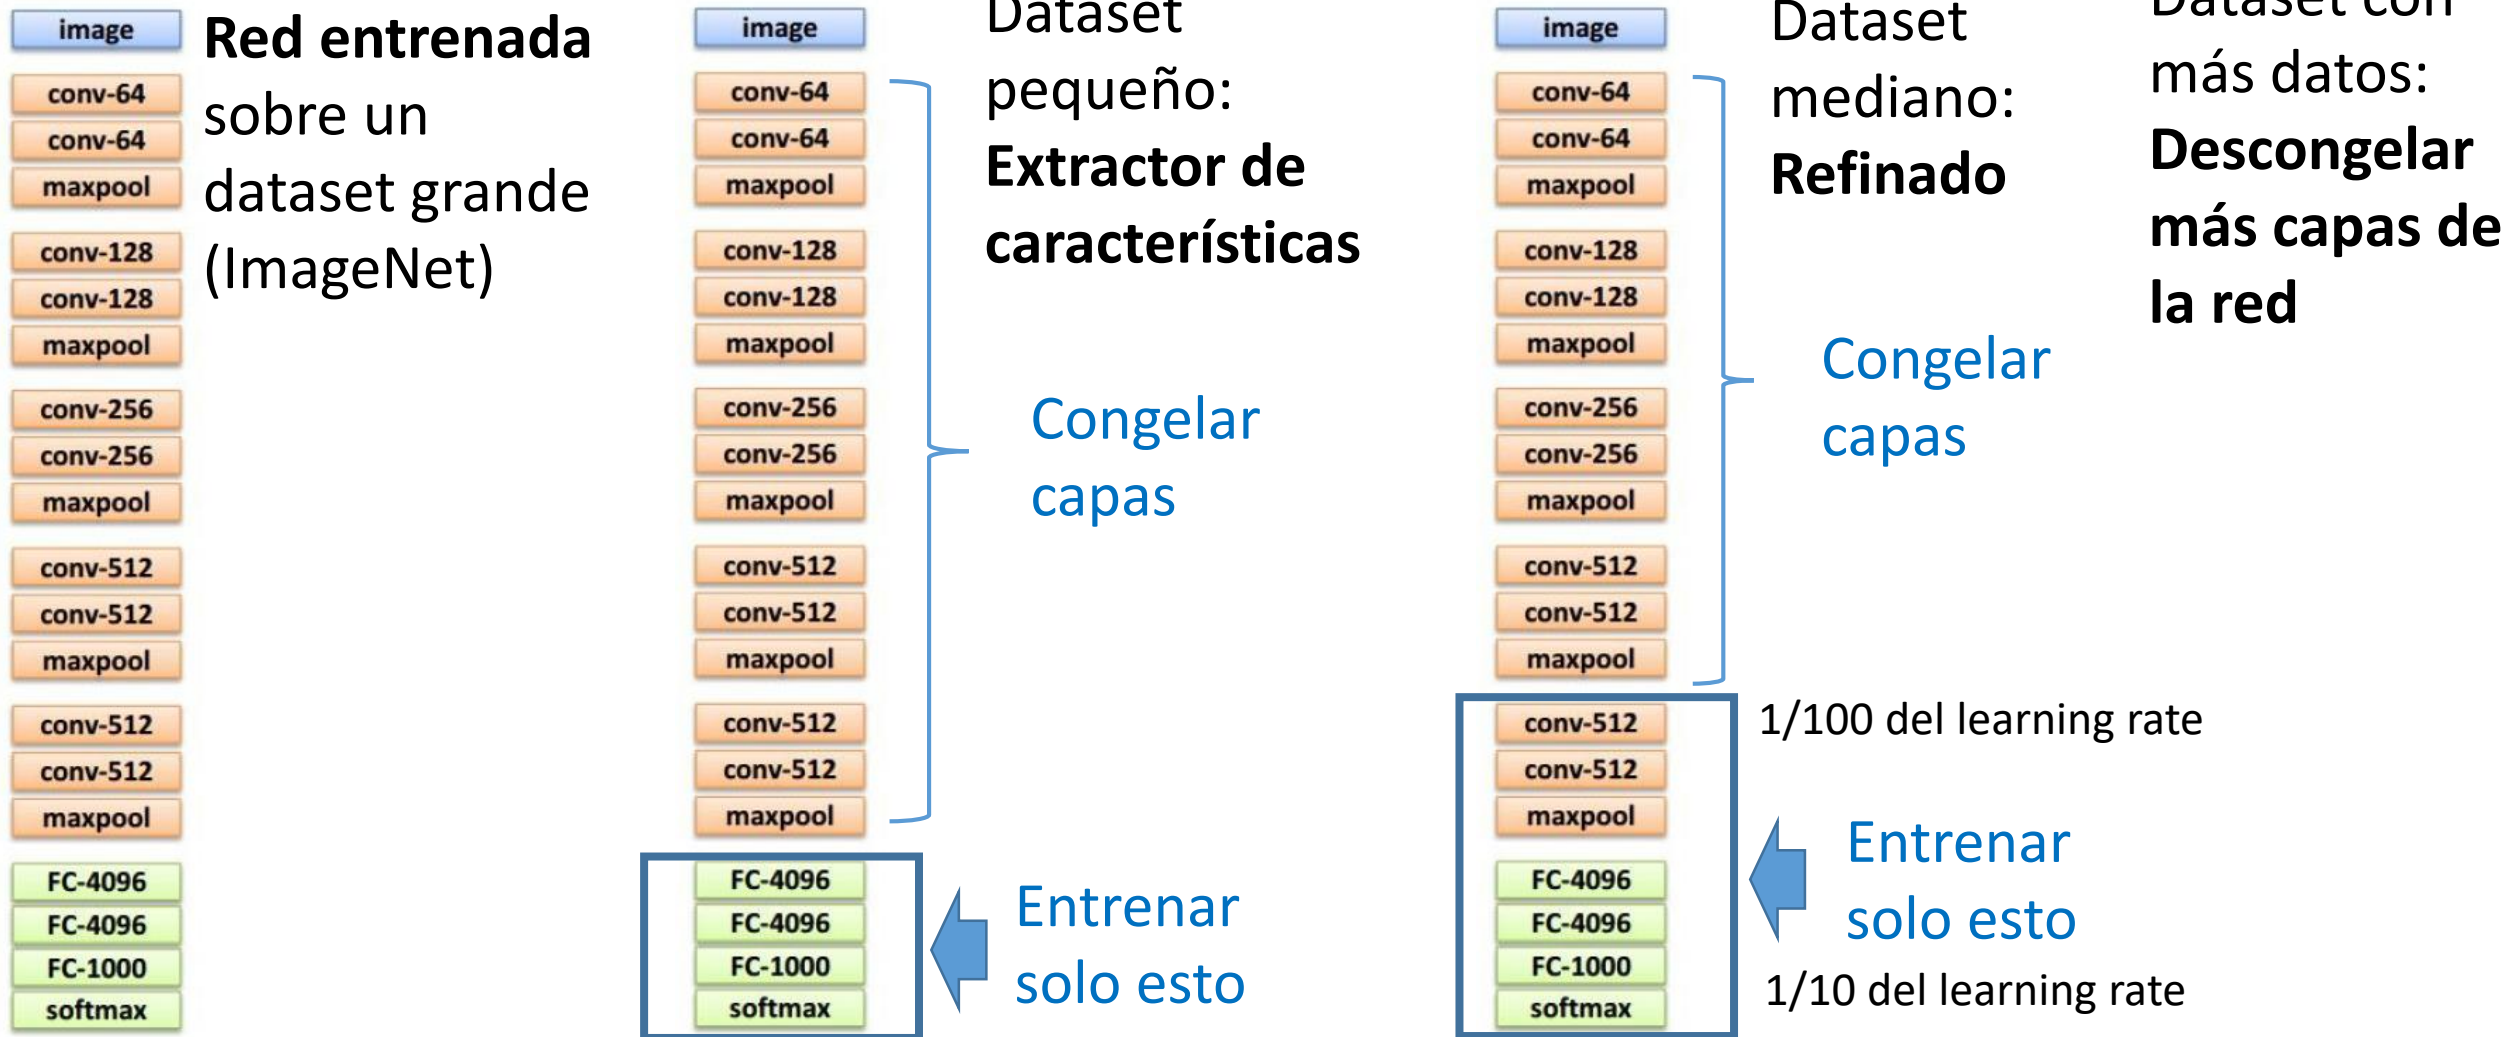 image
conv-64
conv-64
maxpool
conv-128
conv-128
maxpool
conv-256
conv-256
maxpool
conv-512
conv-512
maxpool
conv-512
conv-512
maxpool
FC-4096
FC-4096
FC-1000
softmax
Red entrenada
sobre un
dataset grande
(ImageNet)
image
conv-64
conv-64
maxpool
conv-128
conv-128
maxpool
conv-256
conv-256
maxpool
conv-512
conv-512
maxpool
conv-512
conv-512
maxpool
FC-4096
FC-4096
FC-1000
softmax
Dataset
pequeño:
Extractor de
características
Congelar
capas
Entrenar
solo esto
image
conv-64
conv-64
maxpool
conv-128
conv-128
maxpool
conv-256
conv-256
maxpool
conv-512
conv-512
maxpool
conv-512
conv-512
maxpool
FC-4096
FC-4096
FC-1000
softmax
Dataset
mediano:
Refinado
Congelar
capas
1/100 del learning rate
Entrenar
solo esto
1/10 del learning rate
Dataset con
más datos:
Descongelar
más capas de
la red